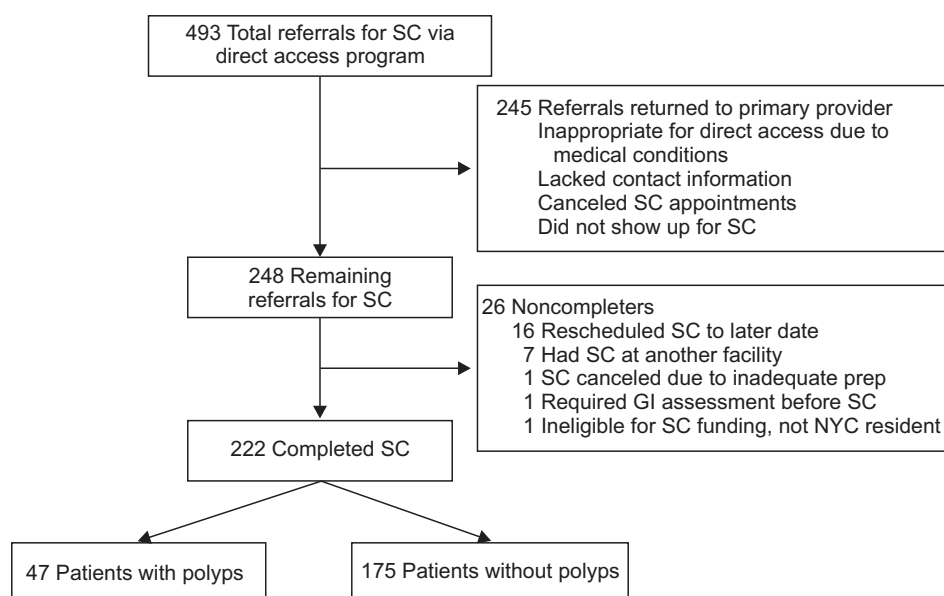 493 Total referrals for SC via
direct access program
245 Referrals returned to primary provider
Inappropriate for direct access due to
medical conditions
Lacked contact information
Canceled SC appointments
Did not show up for SC
248 Remaining
referrals for SC
26 Noncompleters
16 Rescheduled SC to later date
7 Had SC at another facility
1 SC canceled due to inadequate prep
1 Required GI assessment before SC
1 Ineligible for SC funding, not NYC resident
222 Completed SC
47 Patients with polyps
175 Patients without polyps